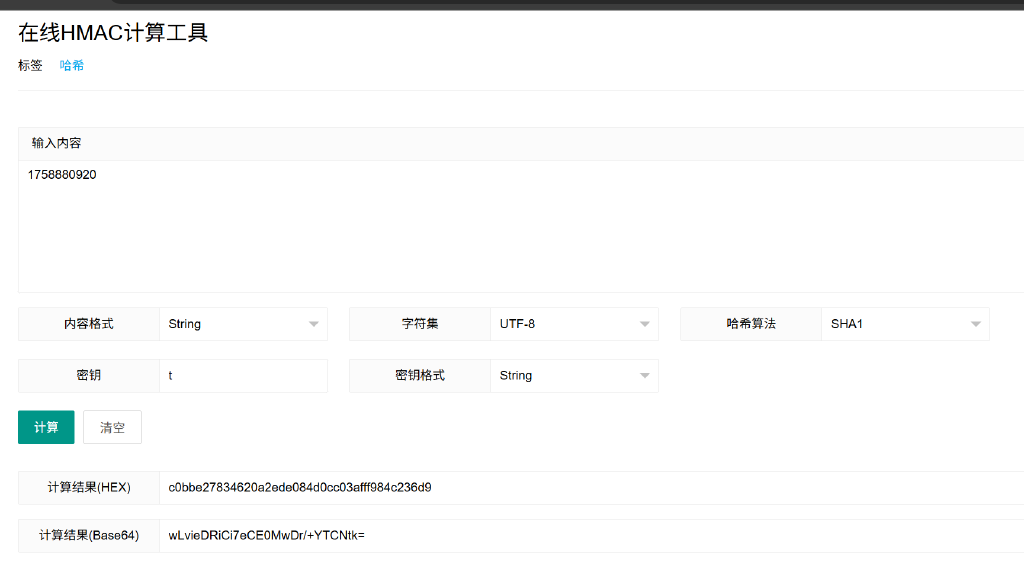 在线HMAC计算工具
标签 哈希
输入内容
1758880920
内容格式 String 字符集 UTF-8 哈希算法 SHA1
密钥 t 密钥格式 String
计算 清空
计算结果(HEX) c0bbe27834620a2ede084d0cc03afff984c236d9
计算结果(Base64) wLvieDRiCi7eCE0MwDr/+YTCNtk=